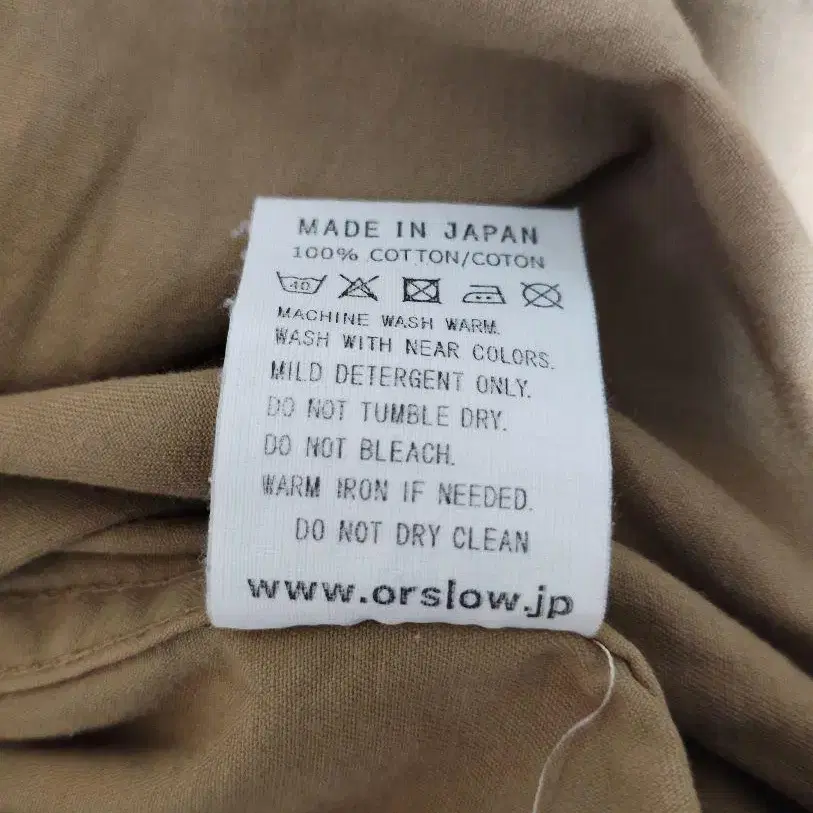 MADE IN JAPAN
100% COTTON/COTON
40
MACHINE WASH WARM.
WASH WITH NEAR COLORS.
MILD DETERGENT ONLY.
DO NOT TUMBLE DRY.
DO NOT BLEACH.
WARM IRON IF NEEDED.
DO NOT DRY CLEAN
www.orslow.jp